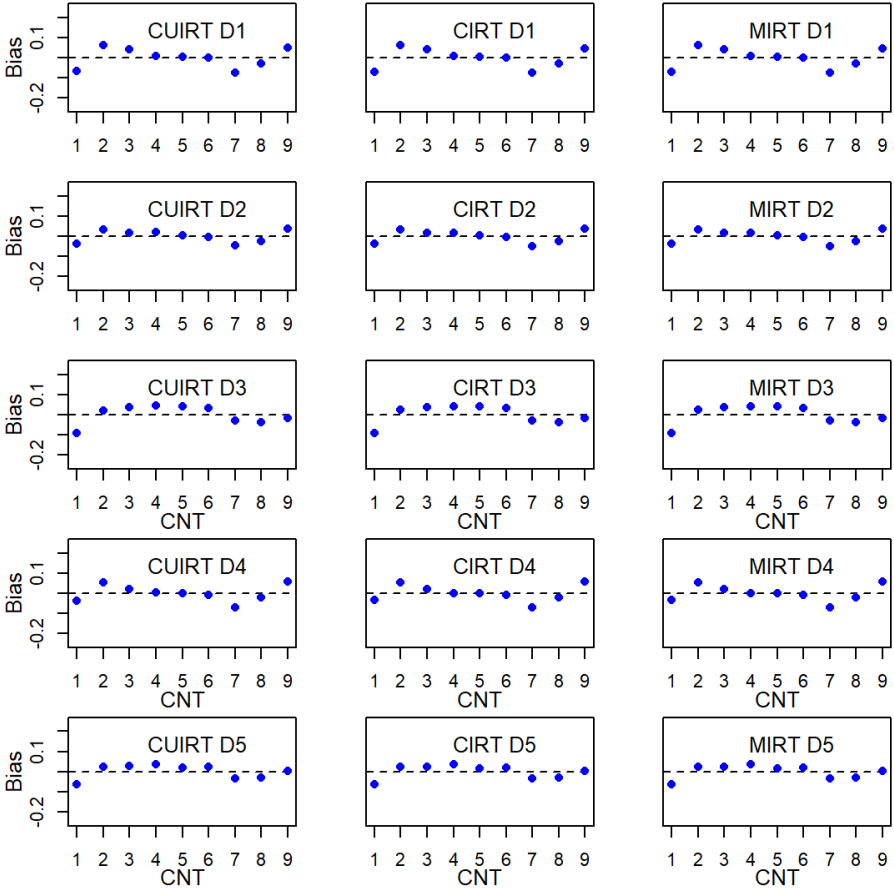 CUIRT D1 CIRT D1 MIRT D1
Bias
0.1
-0.2
1 2 3 4 5 6 7 8 9 1 2 3 4 5 6 7 8 9 1 2 3 4 5 6 7 8 9
CUIRT D2 CIRT D2 MIRT D2
Bias
0.1
-0.2
1 2 3 4 5 6 7 8 9 1 2 3 4 5 6 7 8 9 1 2 3 4 5 6 7 8 9
CUIRT D3 CIRT D3 MIRT D3
Bias
0.1
-0.2
1 2 3 4 5 6 7 8 9 1 2 3 4 5 6 7 8 9 1 2 3 4 5 6 7 8 9
CNT CNT CNT
CUIRT D4 CIRT D4 MIRT D4
Bias
0.1
-0.2
1 2 3 4 5 6 7 8 9 1 2 3 4 5 6 7 8 9 1 2 3 4 5 6 7 8 9
CNT CNT CNT
CUIRT D5 CIRT D5 MIRT D5
Bias
0.1
-0.2
1 2 3 4 5 6 7 8 9 1 2 3 4 5 6 7 8 9 1 2 3 4 5 6 7 8 9
CNT CNT CNT